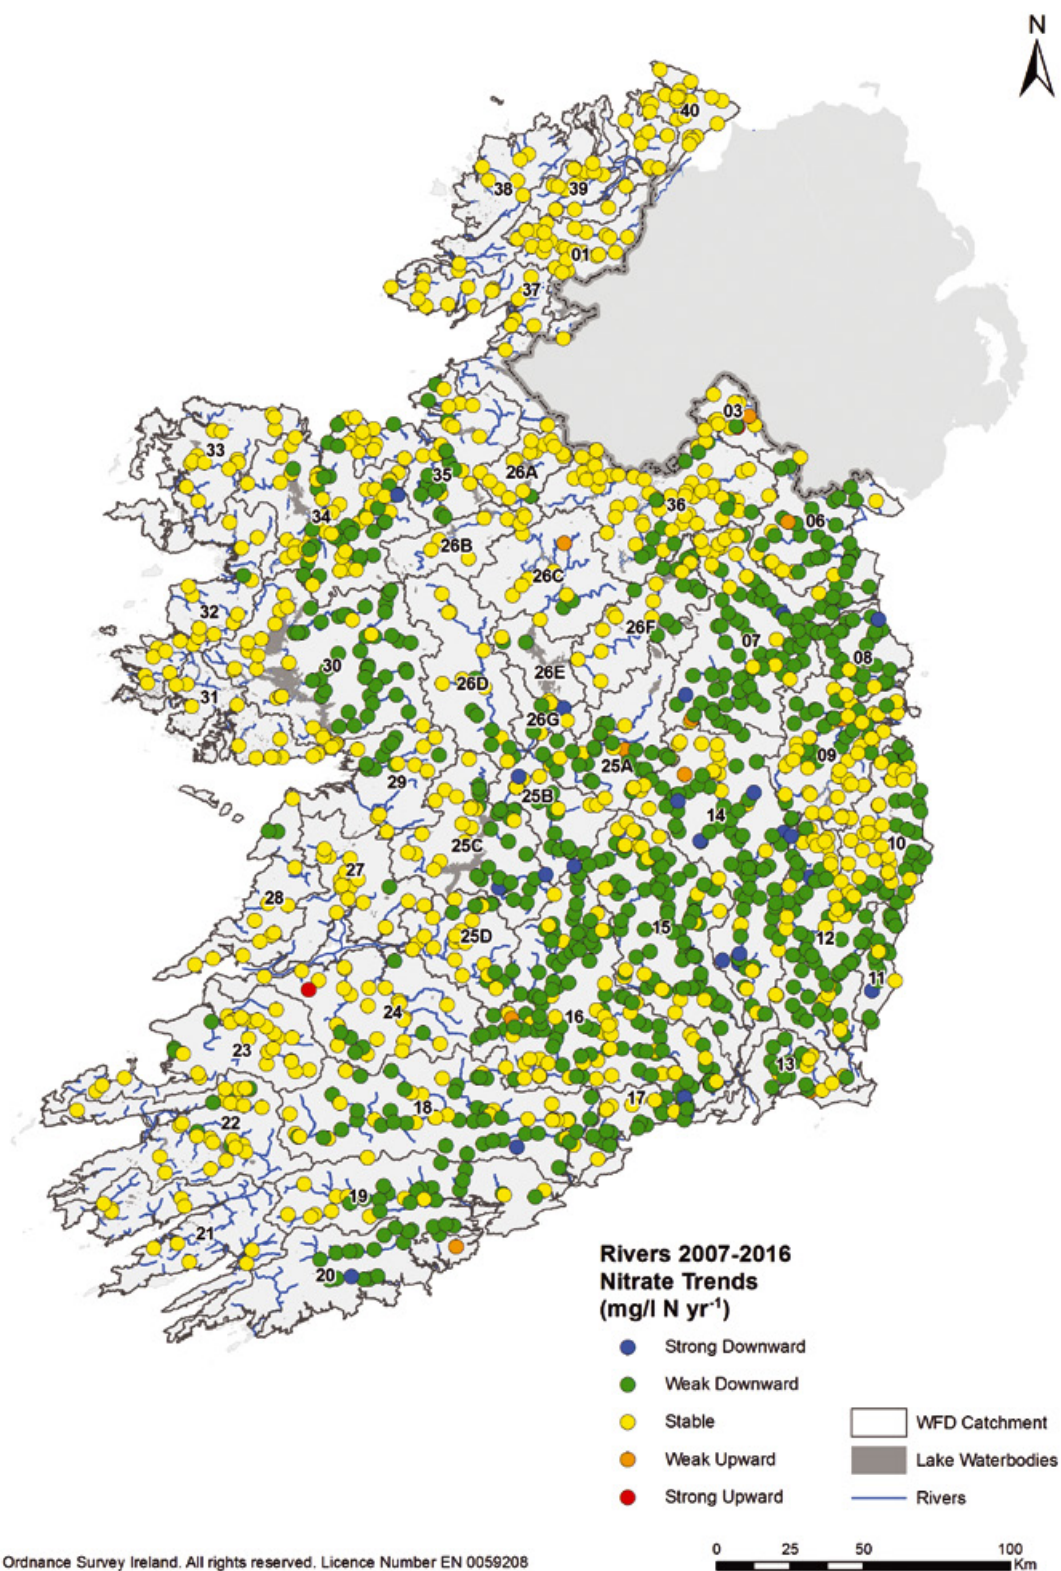 N
40
38
39
01
37
03
33
35
26A
36
34
06
26B
26C
32
26F
07
08
30
31
26E
26D
26G
09
25A
29
25B
14
25C
10
27
28
15
12
25D
11
24
16
23
13
17
18
22
19
21
20
Rivers 2007-2016
Nitrate Trends
(mg/l N yr⁻¹)
Strong Downward
Weak Downward
Stable
Weak Upward
Strong Upward
WFD Catchment
Lake Waterbodies
Rivers
Ordnance Survey Ireland. All rights reserved. Licence Number EN 0059208
0 25 50 100
Km